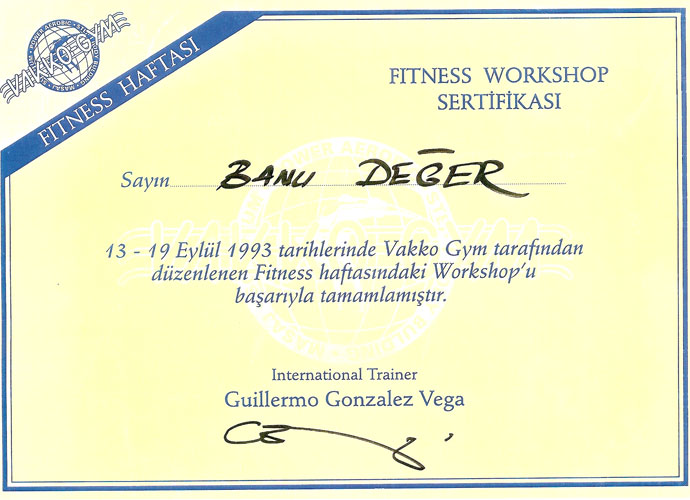 VAKKO GYM
FITNESS HAFTASI
FITNESS WORKSHOP
SERTİFİKASI
Sayın BANU DEĞER
13 - 19 Eylül 1993 tarihlerinde Vakko Gym tarafından
düzenlenen Fitness haftasındaki Workshop'u
başarıyla tamamlamıştır.
International Trainer
Guillermo Gonzalez Vega